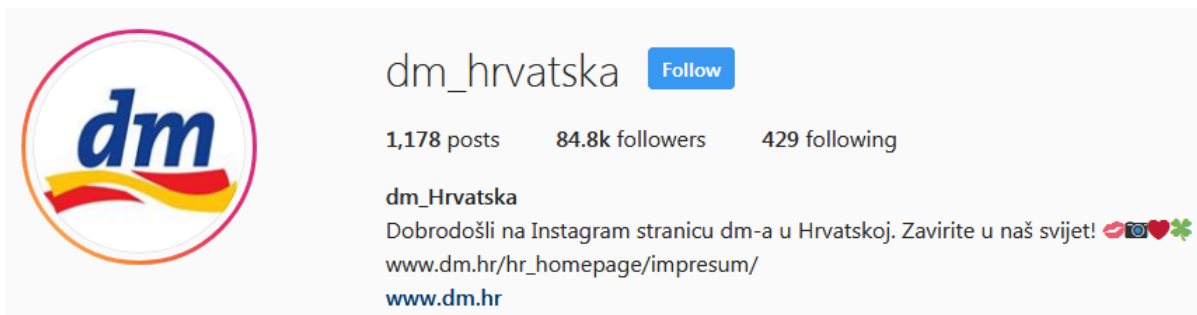 dm
dm_hrvatska Follow
1,178 posts 84.8k followers 429 following
dm_Hrvatska
Dobrodošli na Instagram stranicu dm-a u Hrvatskoj. Zavirite u naš svijet! 💋📷❤️🍀
www.dm.hr/hr_homepage/impresum/
www.dm.hr